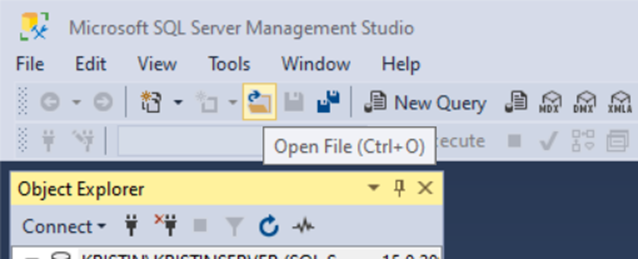 Microsoft SQL Server Management Studio
File Edit View Tools Window Help
New Query MDX DMX XMLA
Open File (Ctrl+O)
Object Explorer
Connect